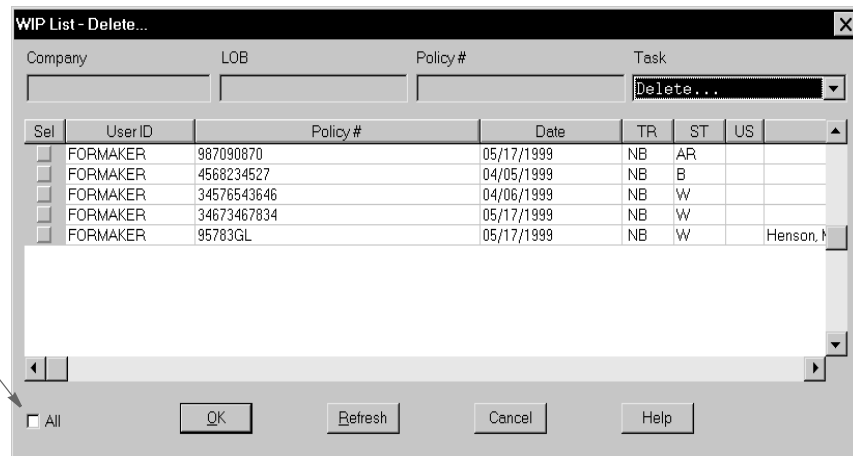 WIP List - Delete...
Company LOB Policy # Task
Delete...
Sel User ID Policy # Date TR ST US
FORMAKER 987090870 05/17/1999 NB AR
FORMAKER 4568234527 04/05/1999 NB B
FORMAKER 34576543646 04/06/1999 NB W
FORMAKER 34673467834 05/17/1999 NB W
FORMAKER 95783GL 05/17/1999 NB W Henson,
All OK Refresh Cancel Help